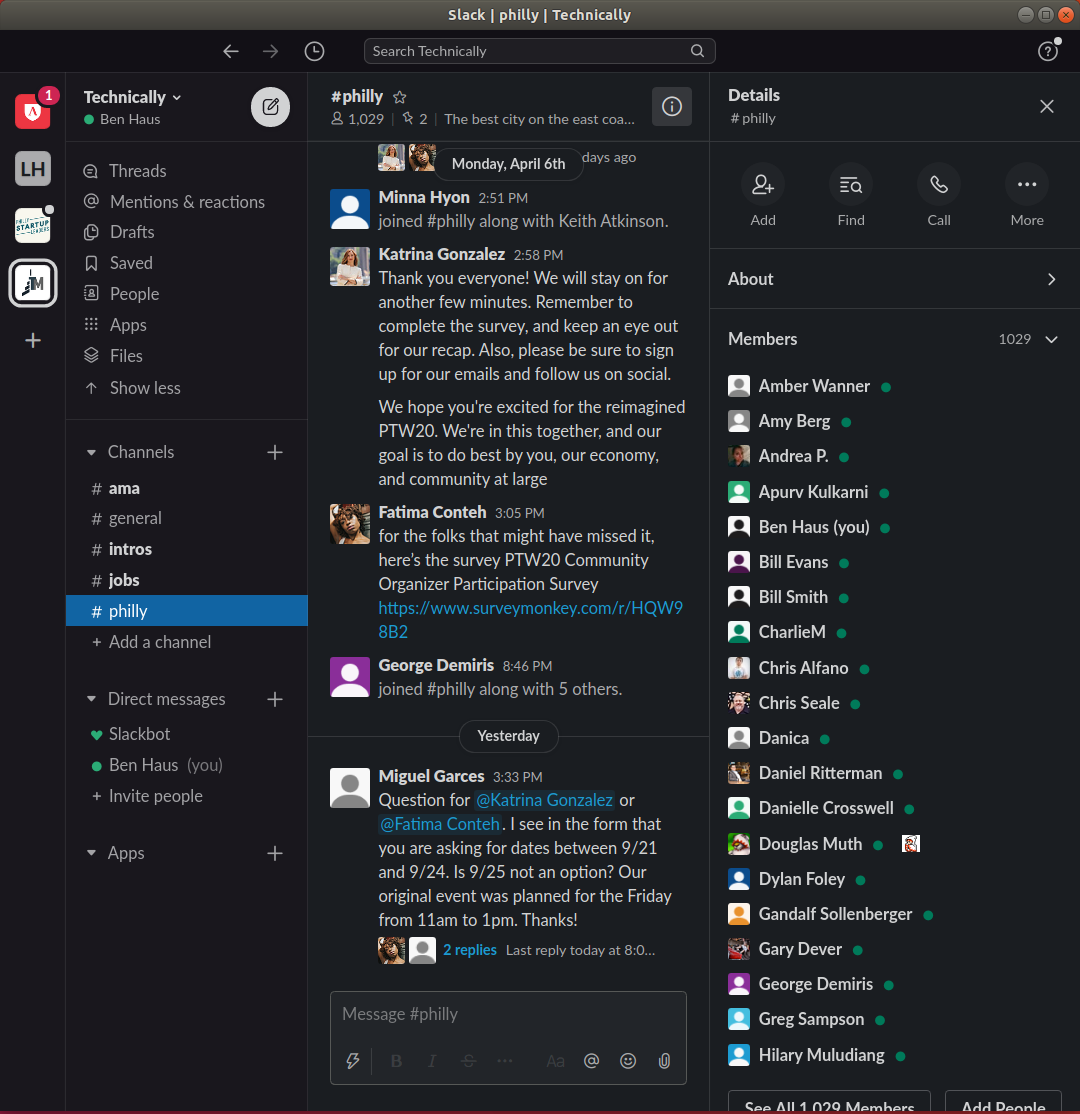 Slack | philly | Technically
Search Technically
1
LH
PHILLY
STARTUP
LEADERS
Technically
Ben Haus
Threads
Mentions & reactions
Drafts
Saved
People
Apps
Files
Show less
Channels
# ama
# general
# intros
# jobs
# philly
+ Add a channel
Direct messages
Slackbot
Ben Haus (you)
+ Invite people
Apps
#philly
1,029 | 2 | The best city on the east coa...
days ago
Monday, April 6th
Minna Hyon 2:51 PM
joined #philly along with Keith Atkinson.
Katrina Gonzalez 2:58 PM
Thank you everyone! We will stay on for
another few minutes. Remember to
complete the survey, and keep an eye out
for our recap. Also, please be sure to sign
up for our emails and follow us on social.
We hope you're excited for the reimagined
PTW20. We're in this together, and our
goal is to do best by you, our economy,
and community at large
Fatima Conteh 3:05 PM
for the folks that might have missed it,
here's the survey PTW20 Community
Organizer Participation Survey
https://www.surveymonkey.com/r/HQW9
8B2
George Demiris 8:46 PM
joined #philly along with 5 others.
Yesterday
Miguel Garces 3:33 PM
Question for @Katrina Gonzalez or
@Fatima Conteh. I see in the form that
you are asking for dates between 9/21
and 9/24. Is 9/25 not an option? Our
original event was planned for the Friday
from 11am to 1pm. Thanks!
2 replies Last reply today at 8:0...
Message #philly
B I S ... Aa @
Details
# philly
Add Find Call More
About
Members 1029
Amber Wanner
Amy Berg
Andrea P.
Apurv Kulkarni
Ben Haus (you)
Bill Evans
Bill Smith
CharlieM
Chris Alfano
Chris Seale
Danica
Daniel Ritterman
Danielle Crosswell
Douglas Muth
Dylan Foley
Gandalf Sollenberger
Gary Dever
George Demiris
Greg Sampson
Hilary Muludiang
See All 1,029 Members Add People